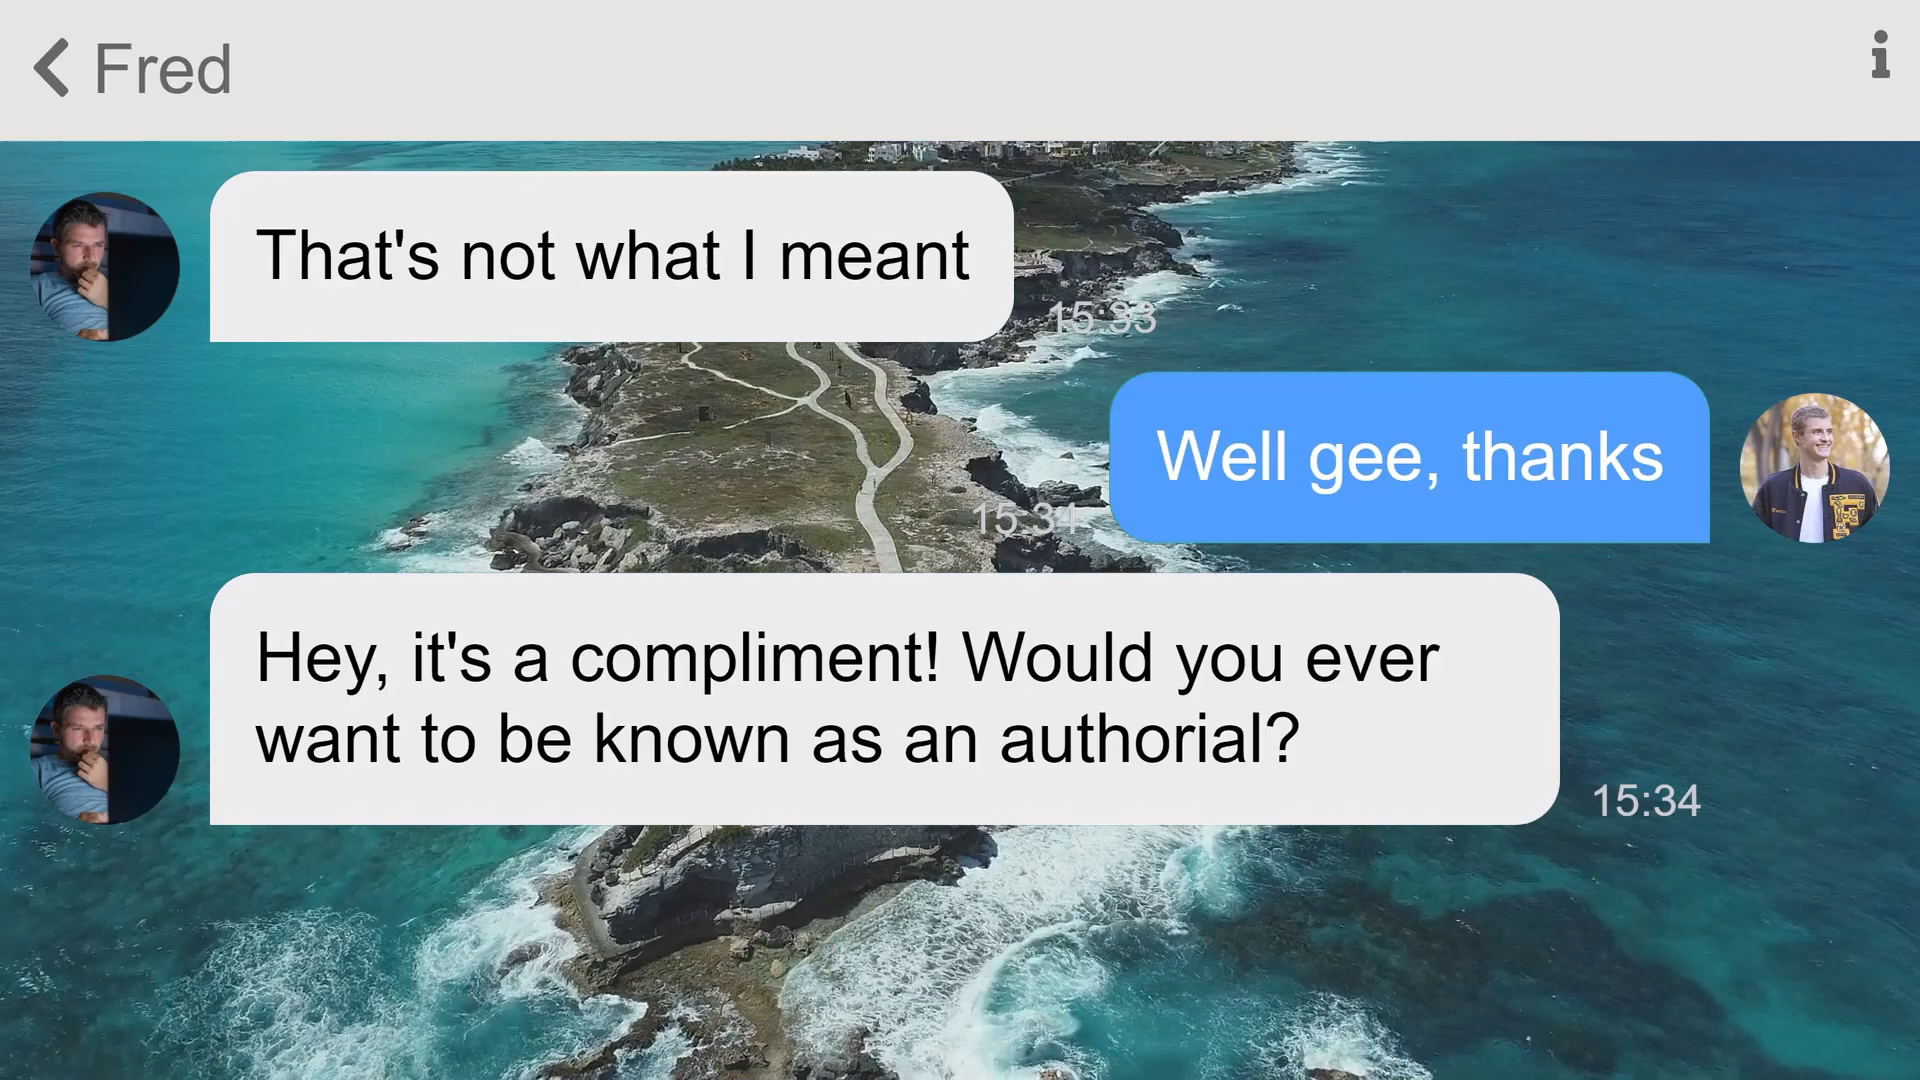 Fred
That's not what I meant
15:33
Well gee, thanks
15:34
Hey, it's a compliment! Would you ever
want to be known as an authorial?
15:34